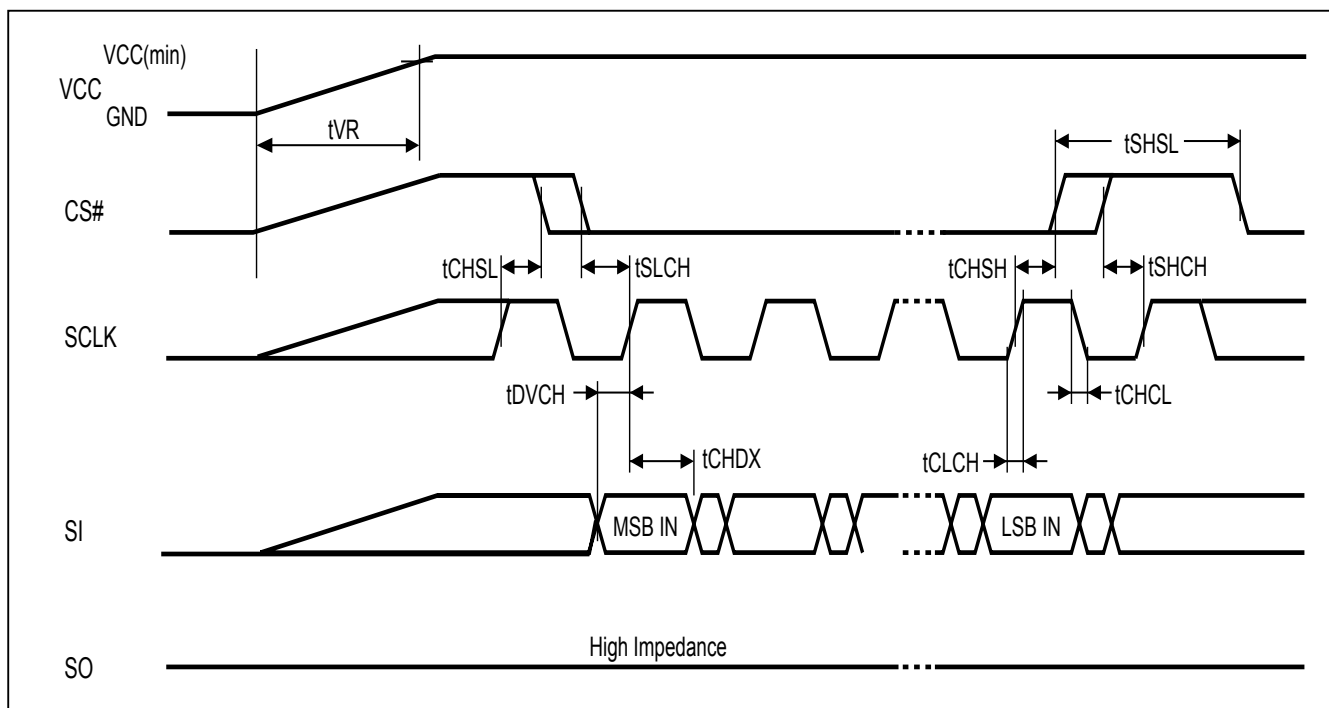 VCC(min)
VCC
GND
tVR
tSHSL
CS#
tCHSL
tSLCH
tCHSH
tSHCH
SCLK
tDVCH
tCHCL
tCHDX
tCLCH
SI
MSB IN
LSB IN
High Impedance
SO